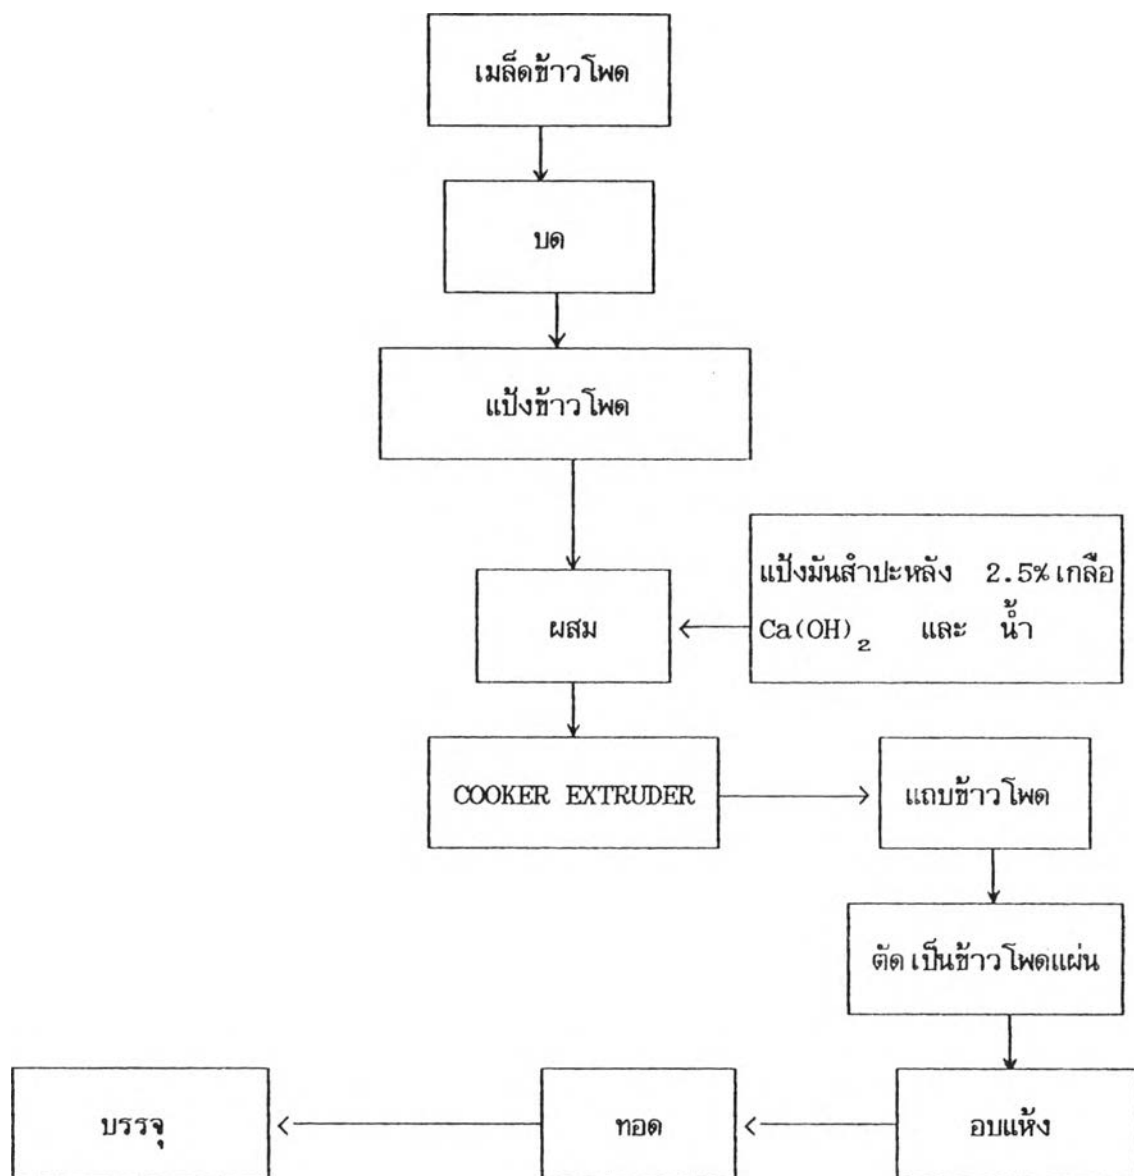 เมล็ดข้าวโพด
บด
แป้งข้าวโพด
แป้งมันสำปะหลัง 2.5% เกลือ
Ca(OH)₂ และ น้ำ
ผสม
COOKER EXTRUDER
แถบข้าวโพด
ตัดเป็นข้าวโพดแผ่น
บรรจุ
ทอด
อบแห้ง